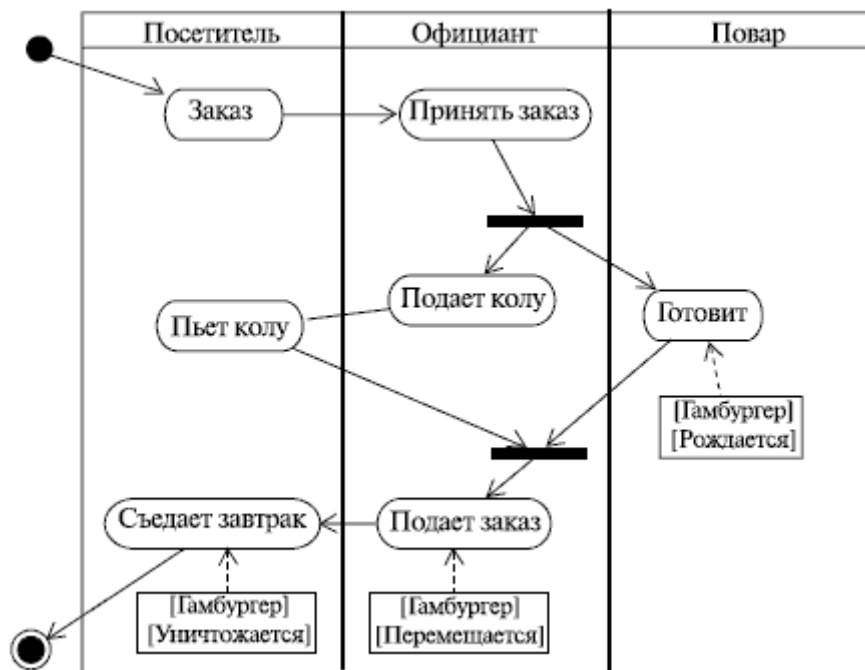 Посетитель
Официант
Повар
Заказ
Принять заказ
Подает колу
Пьет колу
Готовит
[Гамбургер]
[Рождается]
Съедает завтрак
Подает заказ
[Гамбургер]
[Уничтожается]
[Гамбургер]
[Перемещается]